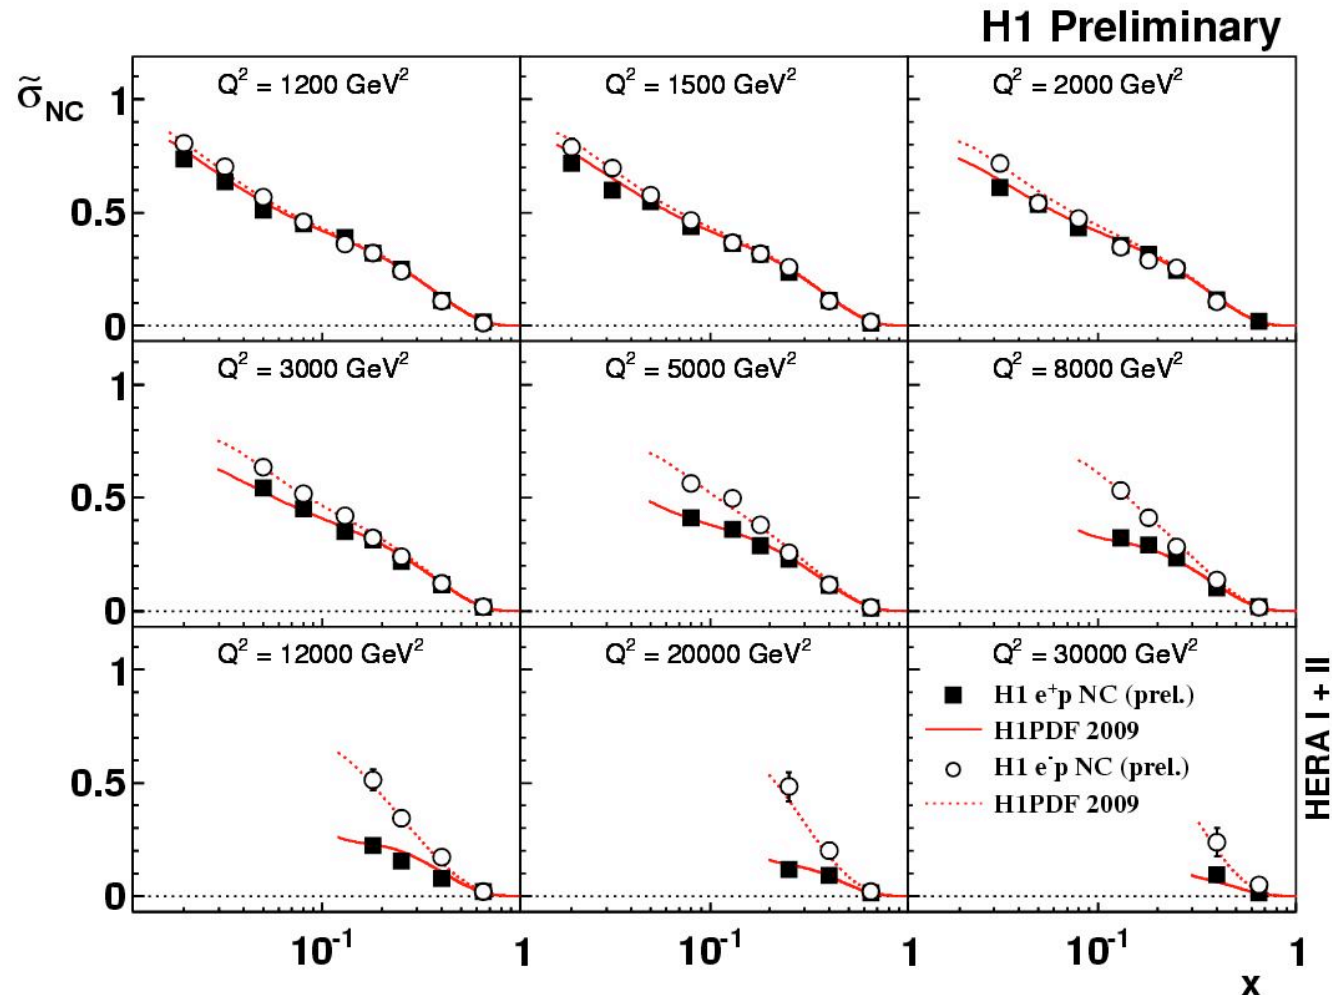 H1 Preliminary
σ̃NC
Q² = 1200 GeV²
Q² = 1500 GeV²
Q² = 2000 GeV²
1
0.5
0
Q² = 3000 GeV²
Q² = 5000 GeV²
Q² = 8000 GeV²
1
0.5
0
Q² = 12000 GeV²
Q² = 20000 GeV²
Q² = 30000 GeV²
1
0.5
0
H1 e⁺p NC (prel.)
H1PDF 2009
H1 e⁻p NC (prel.)
H1PDF 2009
HERA I + II
10⁻¹
1
10⁻¹
1
10⁻¹
1
x